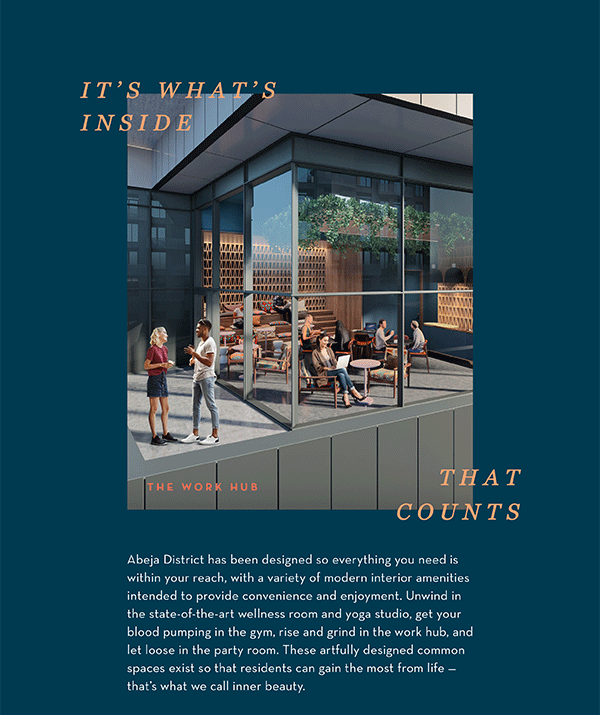 IT'S WHAT'S
INSIDE
THE WORK HUB
THAT
COUNTS
Abeja District has been designed so everything you need is
within your reach, with a variety of modern interior amenities
intended to provide convenience and enjoyment. Unwind in
the state-of-the-art wellness room and yoga studio, get your
blood pumping in the gym, rise and grind in the work hub, and
let loose in the party room. These artfully designed common
spaces exist so that residents can gain the most from life —
that's what we call inner beauty.